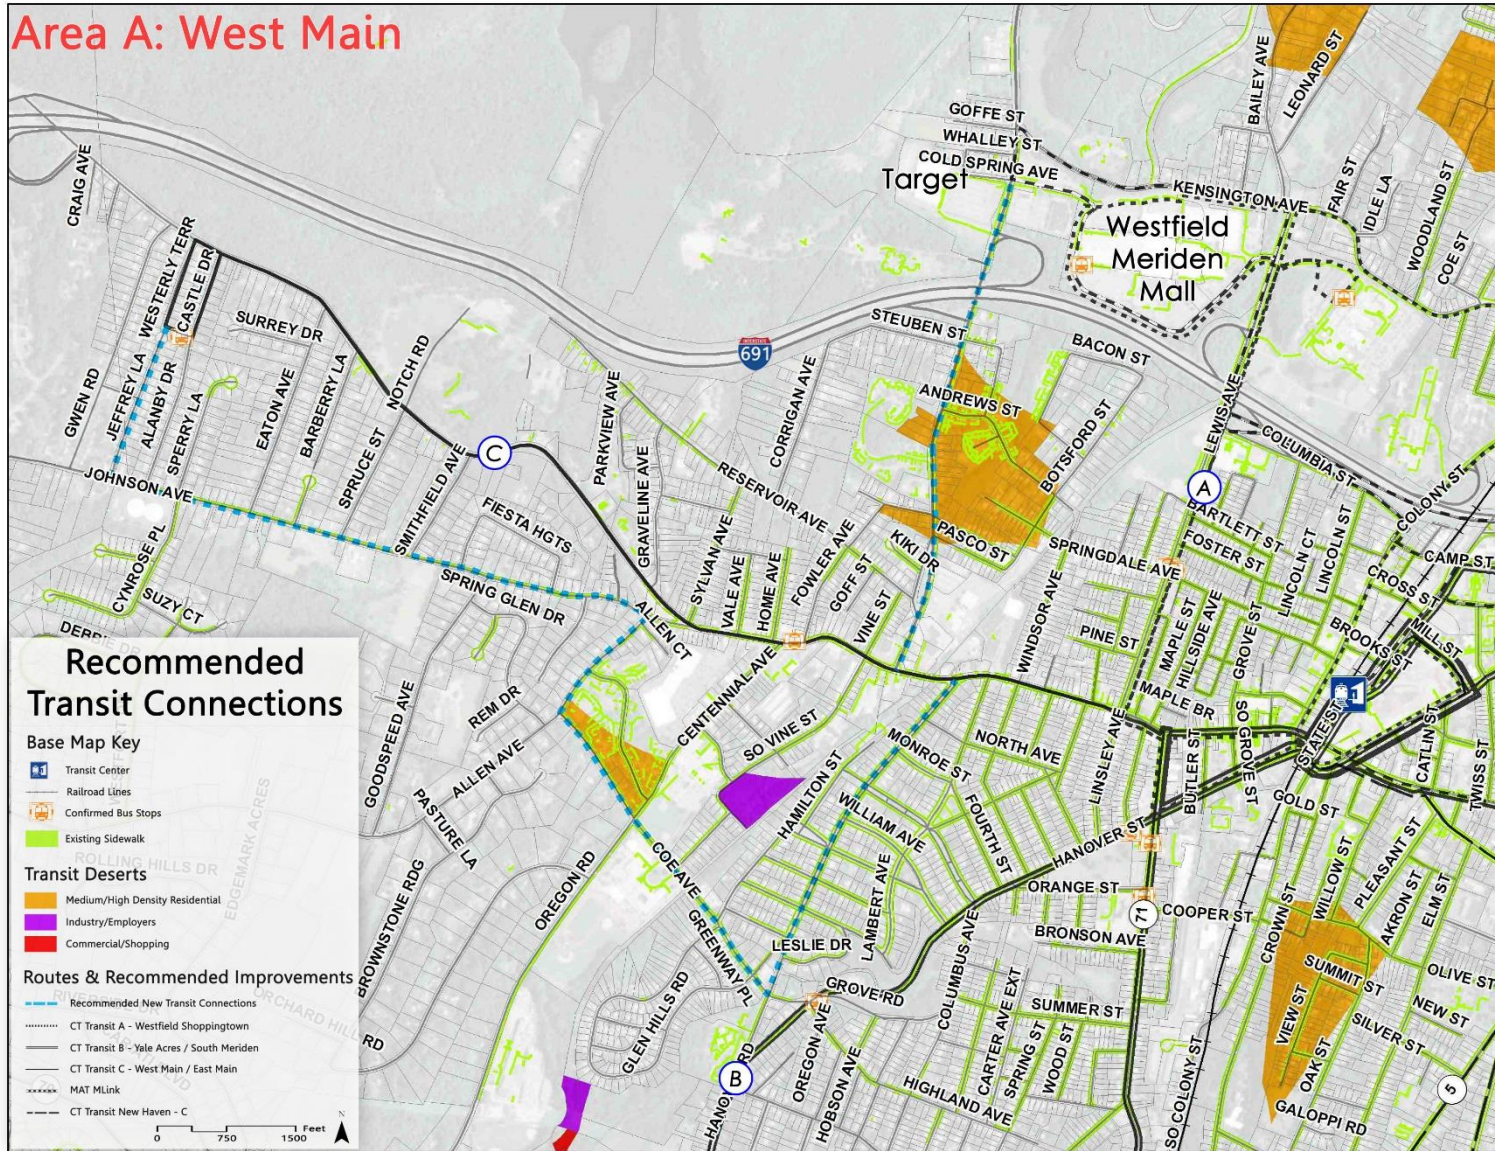 Area A: West Main
BAILEY AVE
LEONARD ST
GOFFE ST
WHALLEY ST
COLD SPRING AVE
Target
KENSINGTON AVE
FAIR ST
IDLE LA
WOODLAND ST
COE ST
Westfield
Meriden
Mall
CRAIG AVE
WESTERLY TERR
CASTLE DR
SURREY DR
GWEN RD
JEFFREY LA
ALANBY DR
SPERRY LA
EATON AVE
BARBERRY LA
NOTCH RD
SPRUCE ST
SMITHFIELD AVE
C
INTERSTATE
691
STEUBEN ST
BACON ST
ANDREWS ST
BOTSFORD ST
PARKVIEW AVE
GRAVELINE AVE
CORRIGAN AVE
RESERVOIR AVE
LEWIS AVE
COLUMBIA ST
COLONY ST
A
JOHNSON AVE
CYNROSE PL
SUZY CT
FIESTA HGTS
SPRING GLEN DR
ALLEN CT
SYLVAN AVE
VALE AVE
HOME AVE
FOWLER AVE
GOFF ST
VINE ST
KIKI DR
PASCO ST
SPRINGDALE AVE
WINDSOR AVE
BARTLETT ST
FOSTER ST
LINCOLN CT
LINCOLN ST
CAMP ST
CROSS ST
MILL ST
BROOKS ST
PINE ST
MAPLE ST
HILLSIDE AVE
GROVE ST
MAPLE BR
SO GROVE ST
STATE ST
CATLIN ST
TWISS ST
BUTLER ST
GOLD ST
GOODSPEED AVE
REM DR
ALLEN AVE
PASTURE LA
CENTENNIAL AVE
SO VINE ST
HAMILTON ST
MONROE ST
NORTH AVE
LINSLEY AVE
WILLIAM AVE
FOURTH ST
HANOVER ST
COE AVE
GREENWAY PL
OREGON RD
BROWNSTONE RDG
LAMBERT AVE
LESLIE DR
ORANGE ST
BRONSON AVE
71
COOPER ST
CROWN ST
WILLOW ST
PLEASANT ST
AKRON ST
ELM ST
OLIVE ST
SUMMIT ST
VIEW ST
NEW ST
SILVER ST
OAK ST
GALOPPI RD
5
GLEN HILLS RD
GROVE RD
COLUMBUS AVE
CARTER AVE EXT
SUMMER ST
SPRING ST
WOOD ST
HIGHLAND AVE
OREGON AVE
HOBSON AVE
B
SO COLONY ST
Recommended
Transit Connections
Base Map Key
Transit Center
Railroad Lines
Confirmed Bus Stops
Existing Sidewalk
ROLLING HILLS DR
EDGEMARK ACRES
Transit Deserts
Medium/High Density Residential
Industry/Employers
Commercial/Shopping
Routes & Recommended Improvements
Recommended New Transit Connections
CT Transit A - Westfield Shoppingtown
CT Transit B - Yale Acres / South Meriden
CT Transit C - West Main / East Main
MAT MLink
CT Transit New Haven - C
0 750 1500 Feet
N